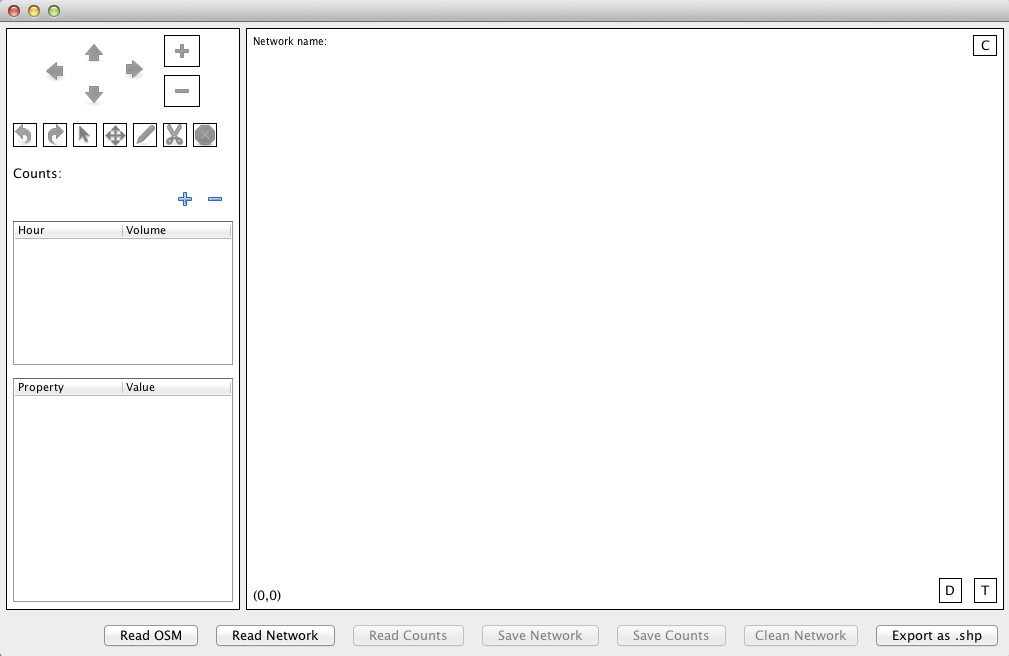 Network name:
C
Counts:
Hour Volume
Property Value
(0,0)
D T
Read OSM Read Network Read Counts Save Network Save Counts Clean Network Export as .shp